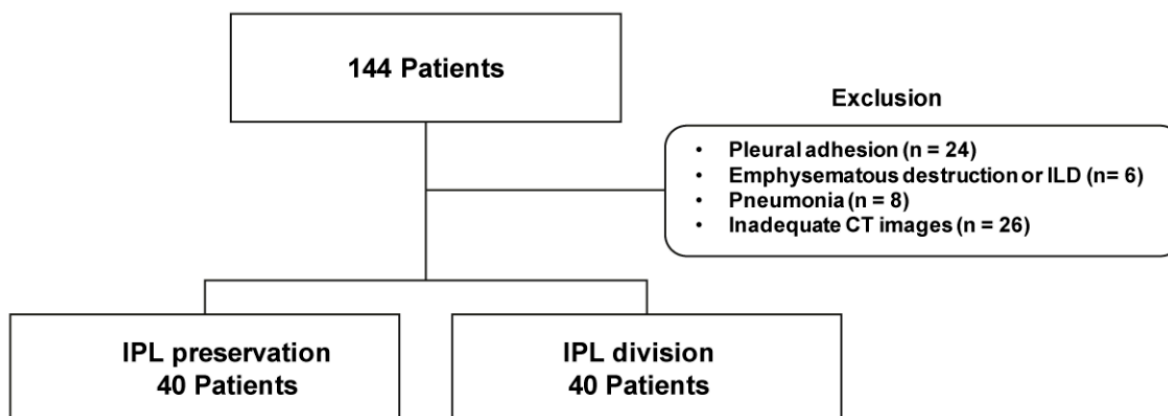 144 Patients
Exclusion
• Pleural adhesion (n = 24)
• Emphysematous destruction or ILD (n= 6)
• Pneumonia (n = 8)
• Inadequate CT images (n = 26)
IPL preservation
40 Patients
IPL division
40 Patients